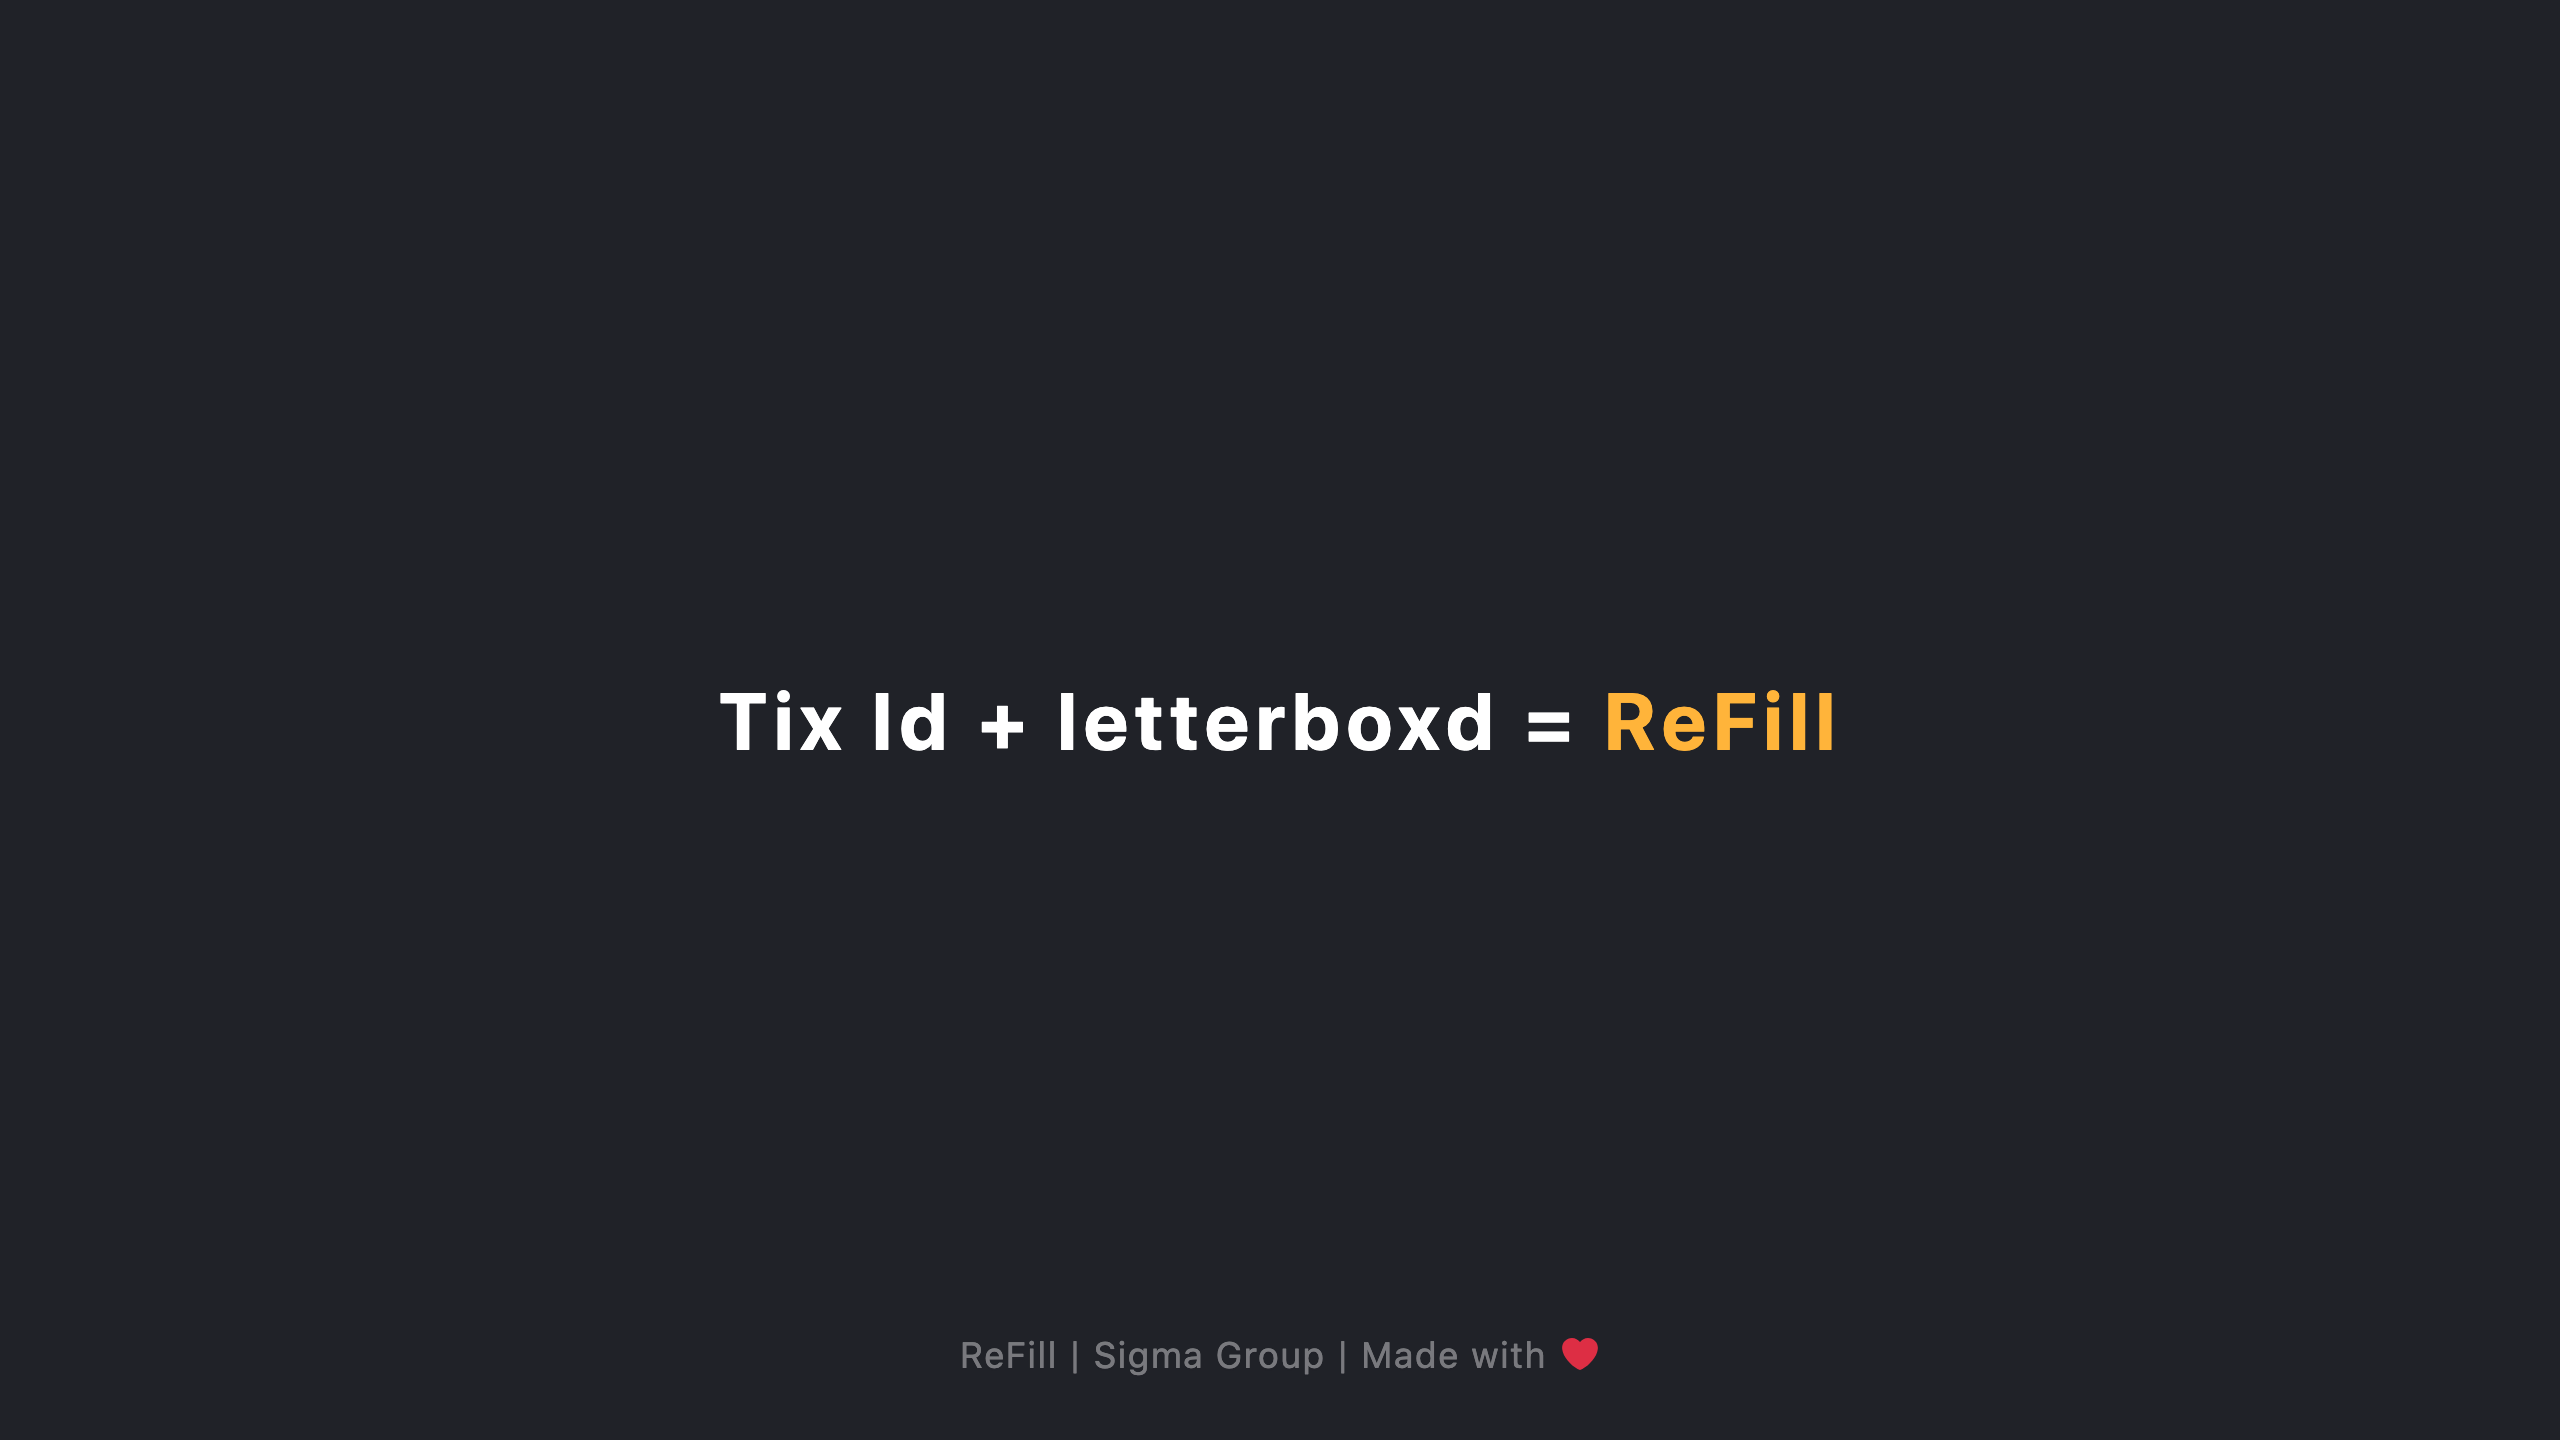 Tix Id + letterboxd = ReFill
ReFill | Sigma Group | Made with ❤️